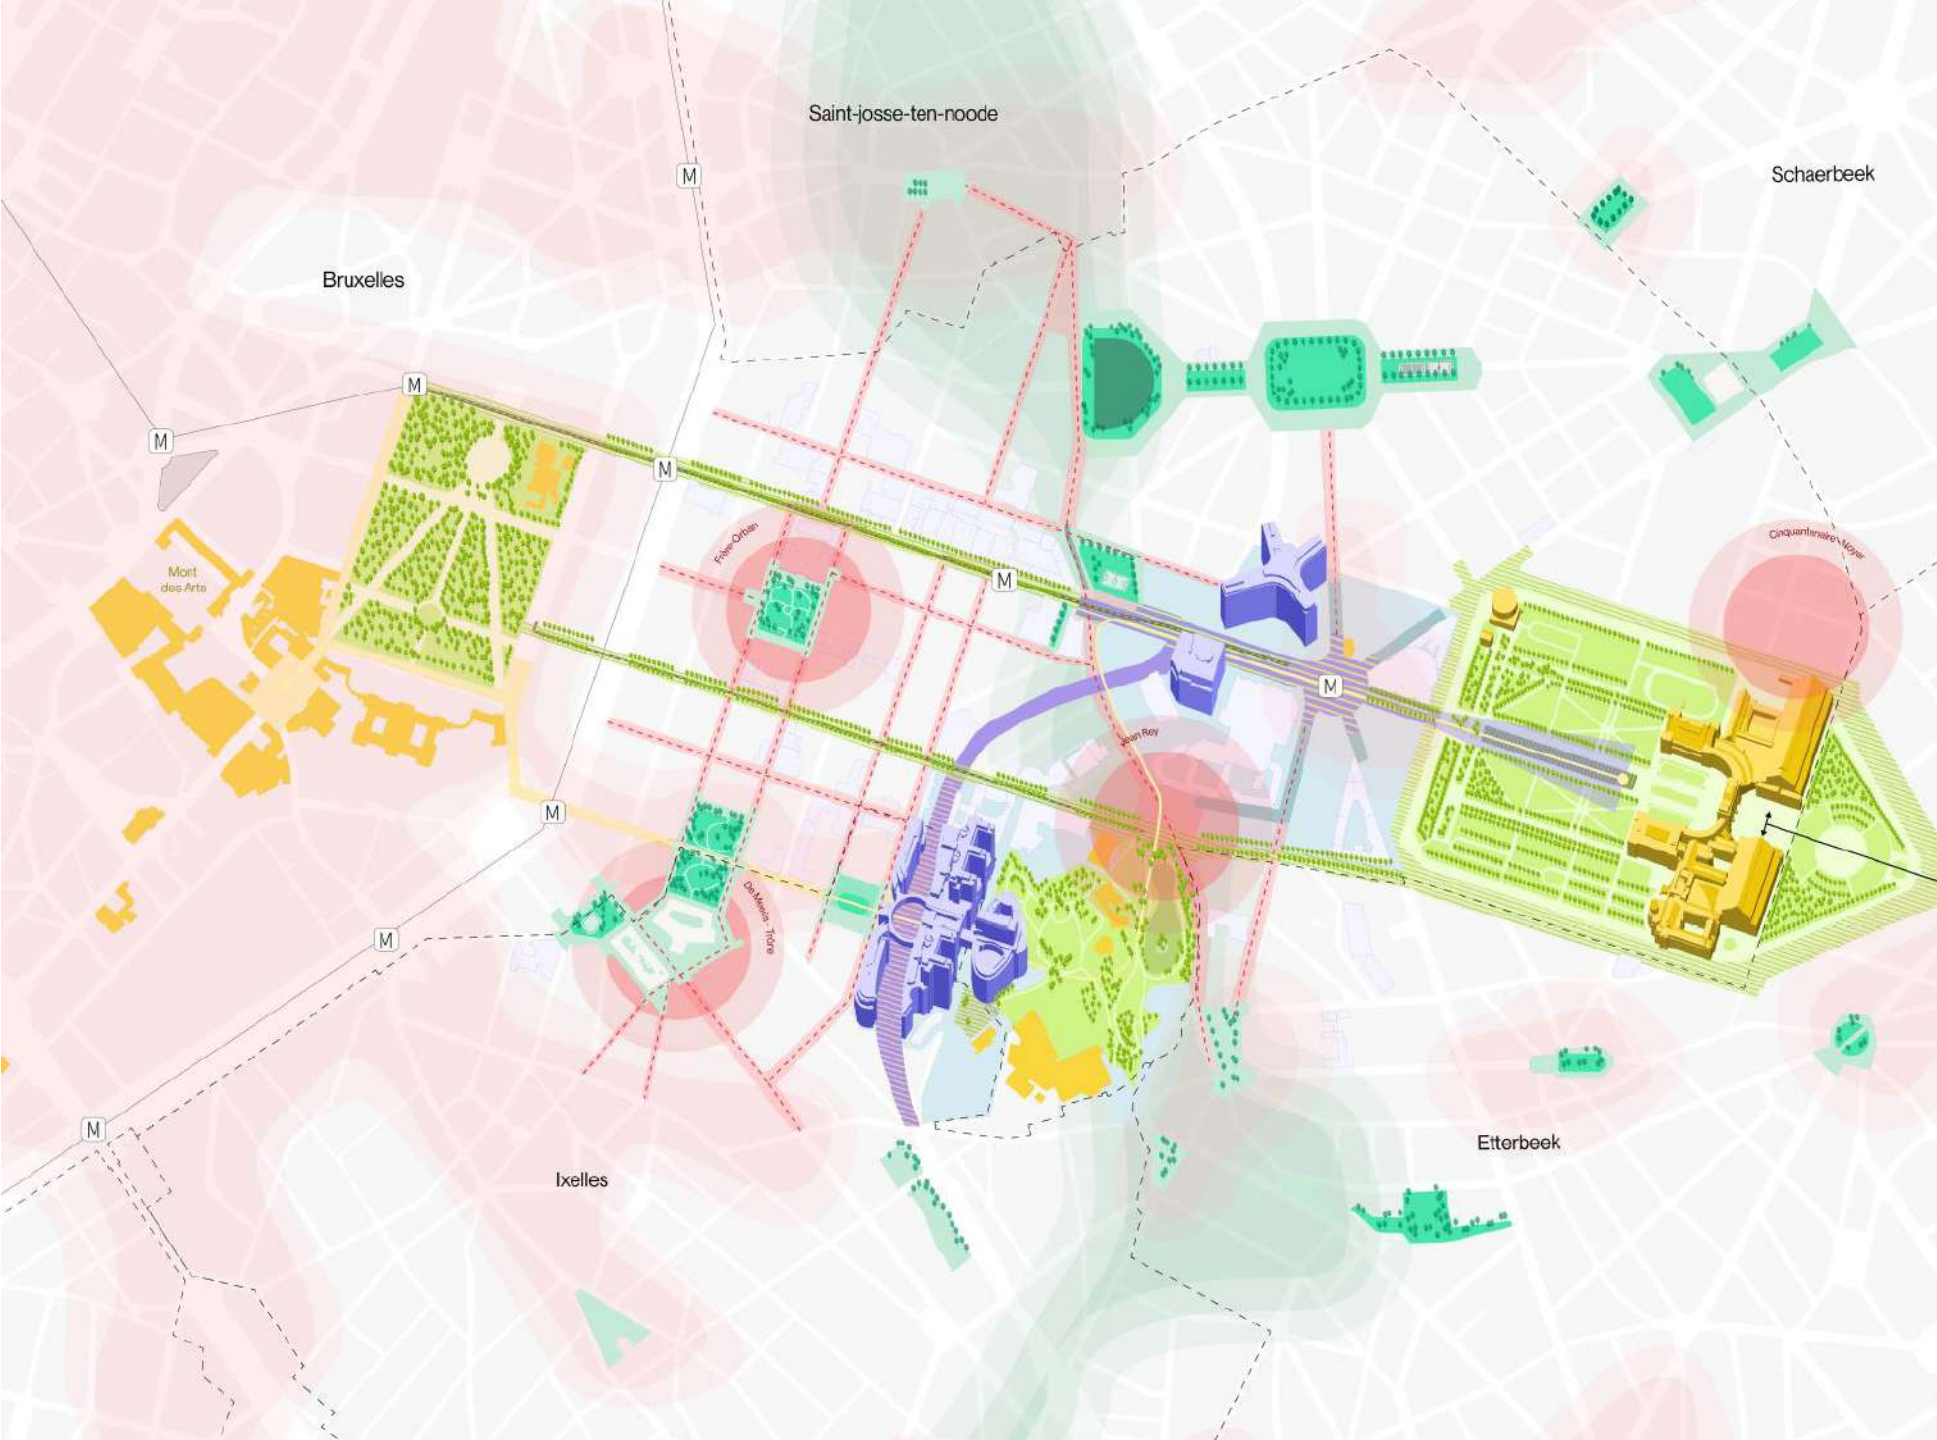 Saint-josse-ten-noode
M
Schaerbeek
Bruxelles
M
M
M
Frère-Orban
Cinquantenaire - Noyer
Mont
des Arts
M
M
Jean Rey
M
De Meeûs - Trône
M
M
Etterbeek
Ixelles